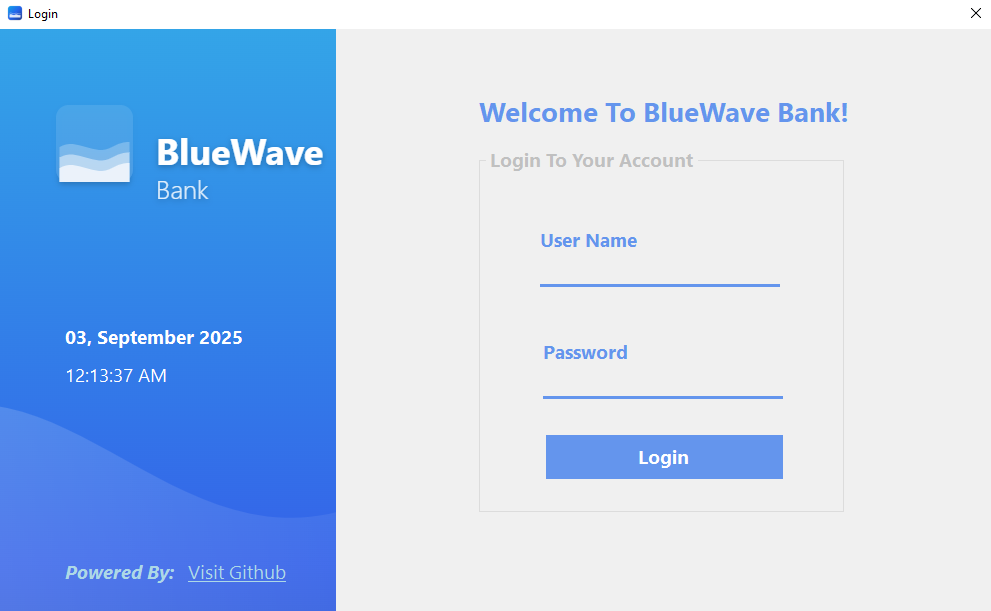 Login
BlueWave
Bank
03, September 2025
12:13:37 AM
Powered By: Visit Github
Welcome To BlueWave Bank!
Login To Your Account
User Name
Password
Login